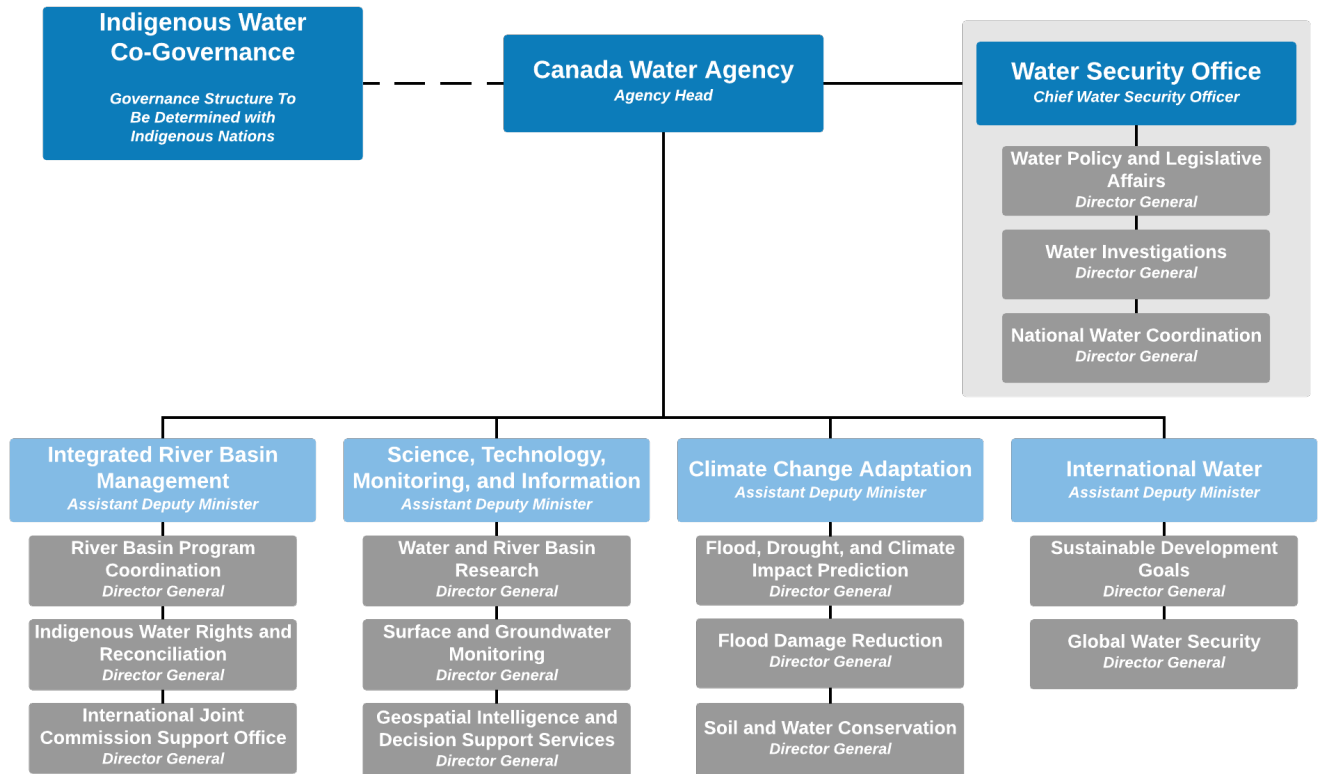 Indigenous Water
Co-Governance
Governance Structure To
Be Determined with
Indigenous Nations
Canada Water Agency
Agency Head
Water Security Office
Chief Water Security Officer
Water Policy and Legislative
Affairs
Director General
Water Investigations
Director General
National Water Coordination
Director General
Integrated River Basin
Management
Assistant Deputy Minister
River Basin Program
Coordination
Director General
Indigenous Water Rights and
Reconciliation
Director General
International Joint
Commission Support Office
Director General
Science, Technology,
Monitoring, and Information
Assistant Deputy Minister
Water and River Basin
Research
Director General
Surface and Groundwater
Monitoring
Director General
Geospatial Intelligence and
Decision Support Services
Director General
Climate Change Adaptation
Assistant Deputy Minister
Flood, Drought, and Climate
Impact Prediction
Director General
Flood Damage Reduction
Director General
Soil and Water Conservation
Director General
International Water
Assistant Deputy Minister
Sustainable Development
Goals
Director General
Global Water Security
Director General